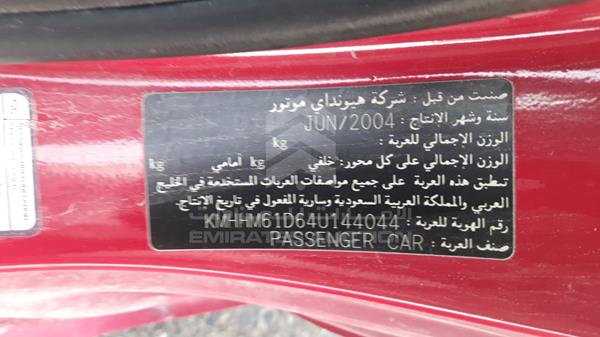 صنعت من قبل : شركة هيونداي موتور
سنة وشهر الانتاج : JUN/2004
الوزن الإجمالي للعربة : kg
الوزن الإجمالي على كل محور: خلفي kg أمامي kg
تنطبق هذه العربة على جميع مواصفات العربات المستخدمة في الخليج
العربي والمملكة العربية السعودية وسارية المفعول في تاريخ الانتاج.
رقم الهوية للعربة : KMHHM61D64U144044
صنف العربة : PASSENGER CAR